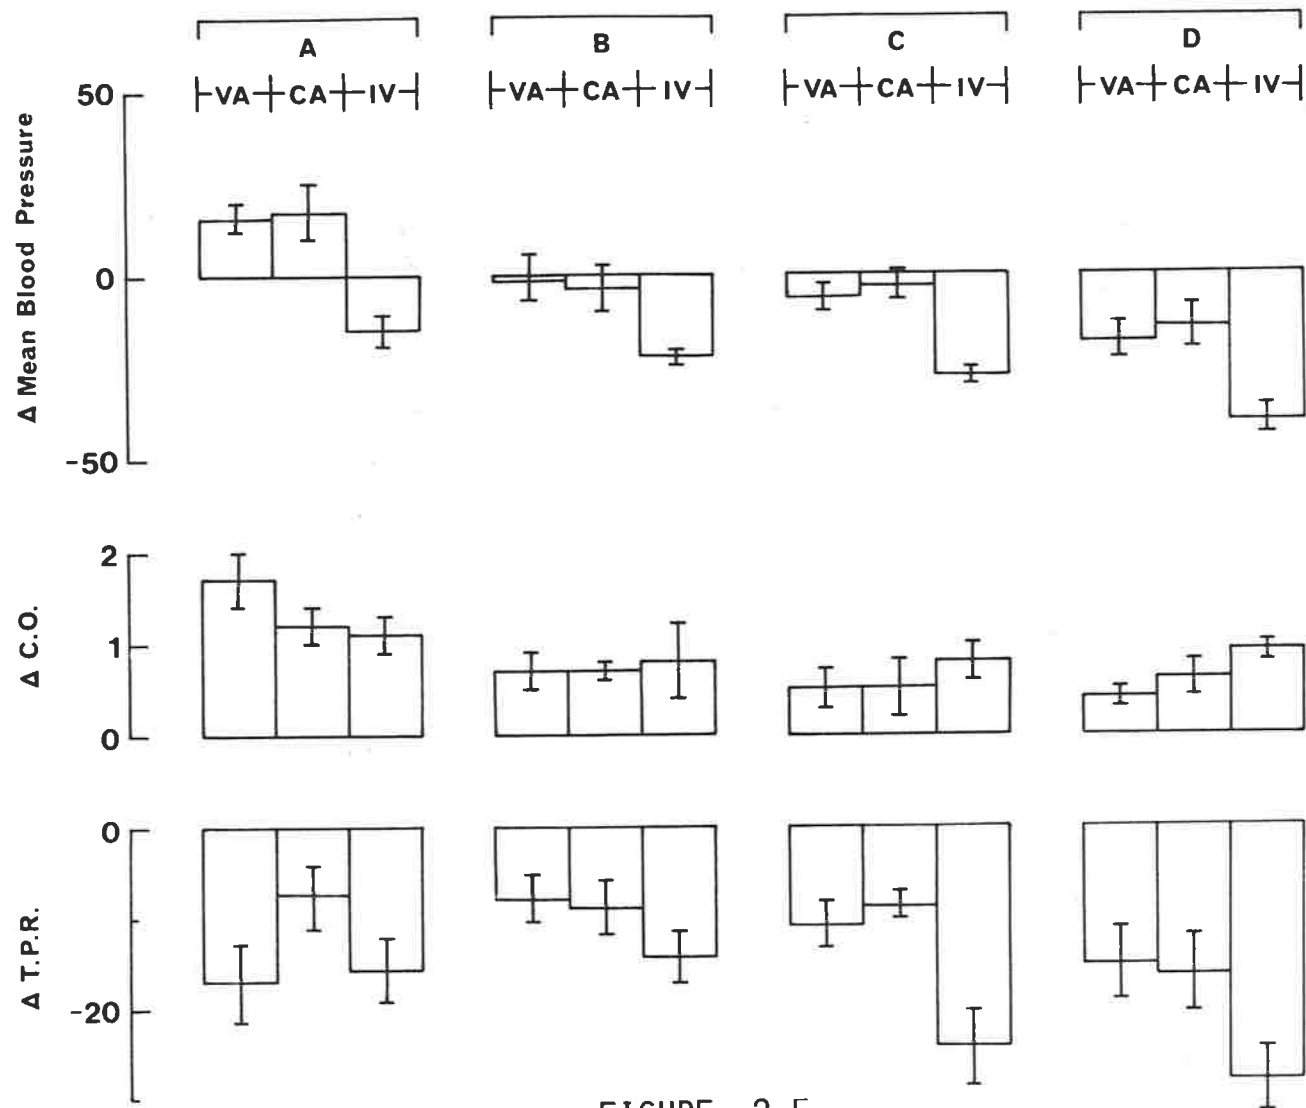 A B C D
VA CA IV VA CA IV VA CA IV VA CA IV
50
0
-50
Δ Mean Blood Pressure
2
1
0
Δ C.O.
0
-20
Δ T.P.R.
FIGURE